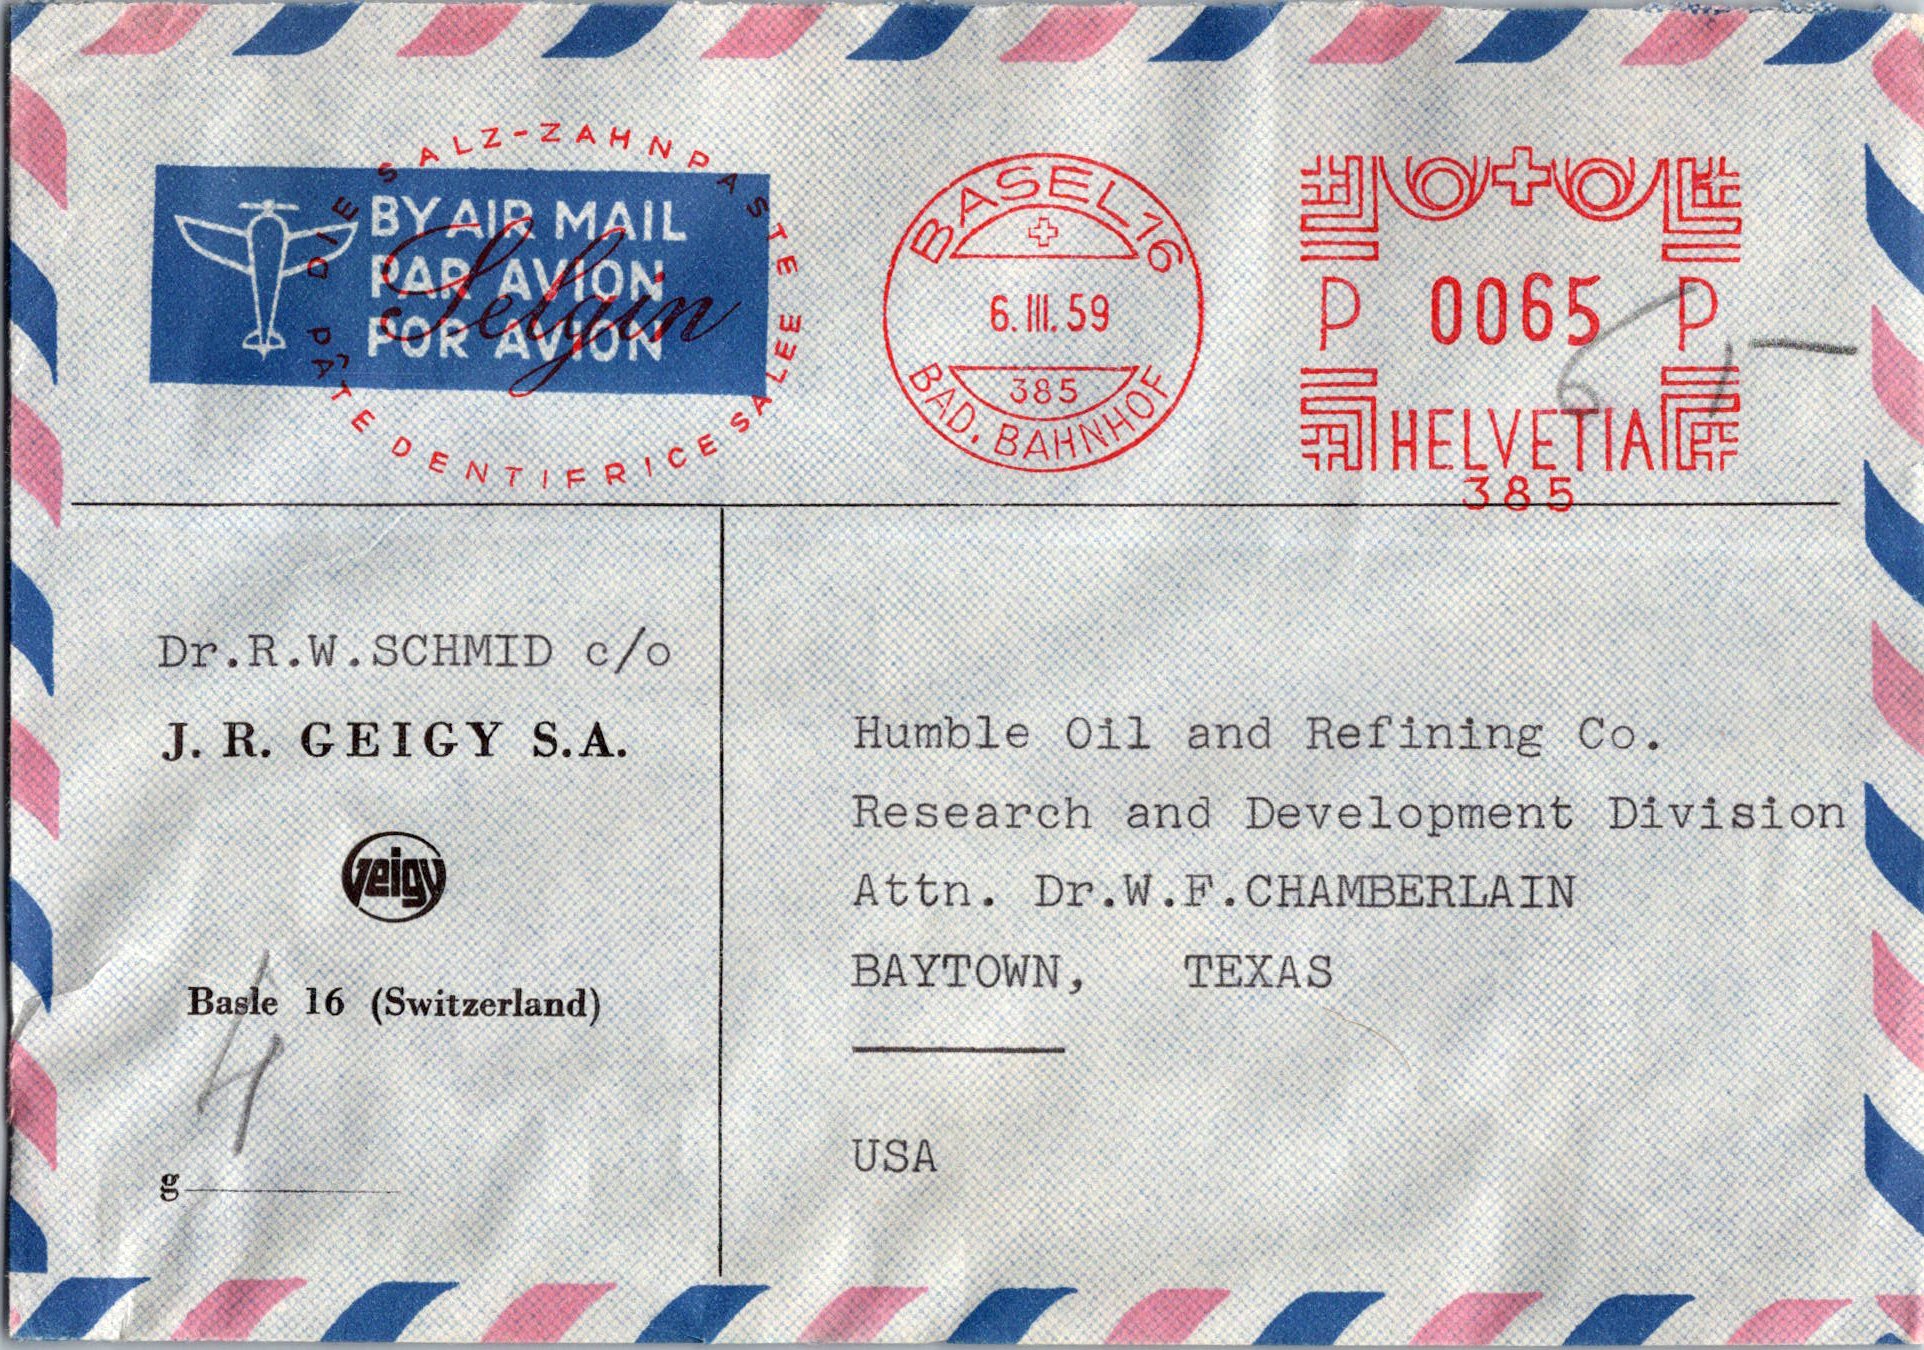 DIE SALZ-ZAHNPASTE
BY AIR MAIL
PAR AVION
POR AVION
Selgin
PÂTE DENTIFRICE SALEE
BASEL 16
6.III.59
385
BAD. BAHNHOF
P 0065 P
HELVETIA
385
Dr.R.W.SCHMID c/o
J. R. GEIGY S.A.
Geigy
Basle 16 (Switzerland)
4
g
Humble Oil and Refining Co.
Research and Development Division
Attn. Dr.W.F.CHAMBERLAIN
BAYTOWN, TEXAS
USA